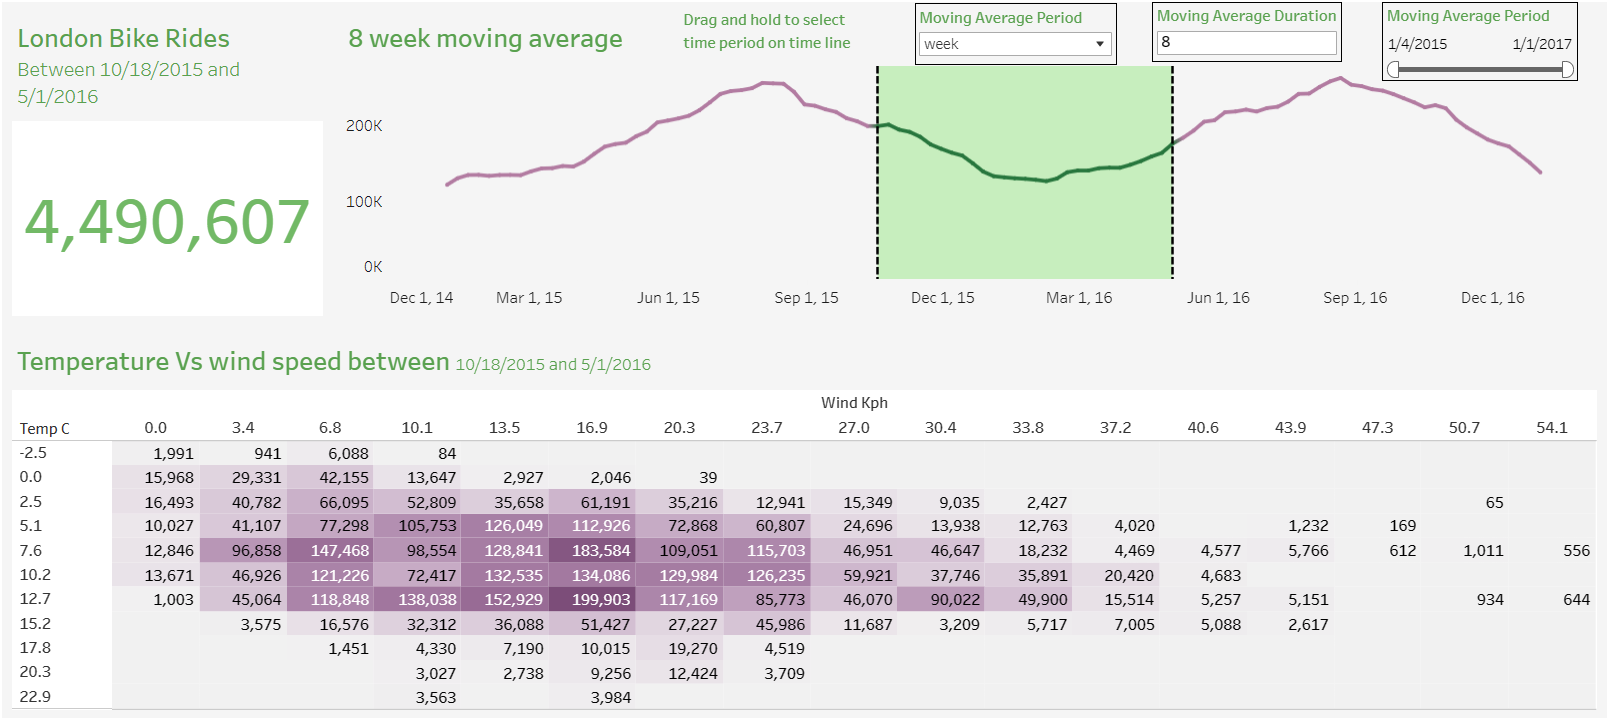 London Bike Rides
Between 10/18/2015 and
5/1/2016
4,490,607
8 week moving average
Drag and hold to select
time period on time line
Moving Average Period
week
Moving Average Duration
8
Moving Average Period
1/4/2015 1/1/2017
200K
100K
0K
Dec 1, 14 Mar 1, 15 Jun 1, 15 Sep 1, 15 Dec 1, 15 Mar 1, 16 Jun 1, 16 Sep 1, 16 Dec 1, 16
Temperature Vs wind speed between 10/18/2015 and 5/1/2016
Wind Kph
Temp C 0.0 3.4 6.8 10.1 13.5 16.9 20.3 23.7 27.0 30.4 33.8 37.2 40.6 43.9 47.3 50.7 54.1
-2.5 1,991 941 6,088 84
0.0 15,968 29,331 42,155 13,647 2,927 2,046 39
2.5 16,493 40,782 66,095 52,809 35,658 61,191 35,216 12,941 15,349 9,035 2,427 65
5.1 10,027 41,107 77,298 105,753 126,049 112,926 72,868 60,807 24,696 13,938 12,763 4,020 1,232 169
7.6 12,846 96,858 147,468 98,554 128,841 183,584 109,051 115,703 46,951 46,647 18,232 4,469 4,577 5,766 612 1,011 556
10.2 13,671 46,926 121,226 72,417 132,535 134,086 129,984 126,235 59,921 37,746 35,891 20,420 4,683
12.7 1,003 45,064 118,848 138,038 152,929 199,903 117,169 85,773 46,070 90,022 49,900 15,514 5,257 5,151 934 644
15.2 3,575 16,576 32,312 36,088 51,427 27,227 45,986 11,687 3,209 5,717 7,005 5,088 2,617
17.8 1,451 4,330 7,190 10,015 19,270 4,519
20.3 3,027 2,738 9,256 12,424 3,709
22.9 3,563 3,984